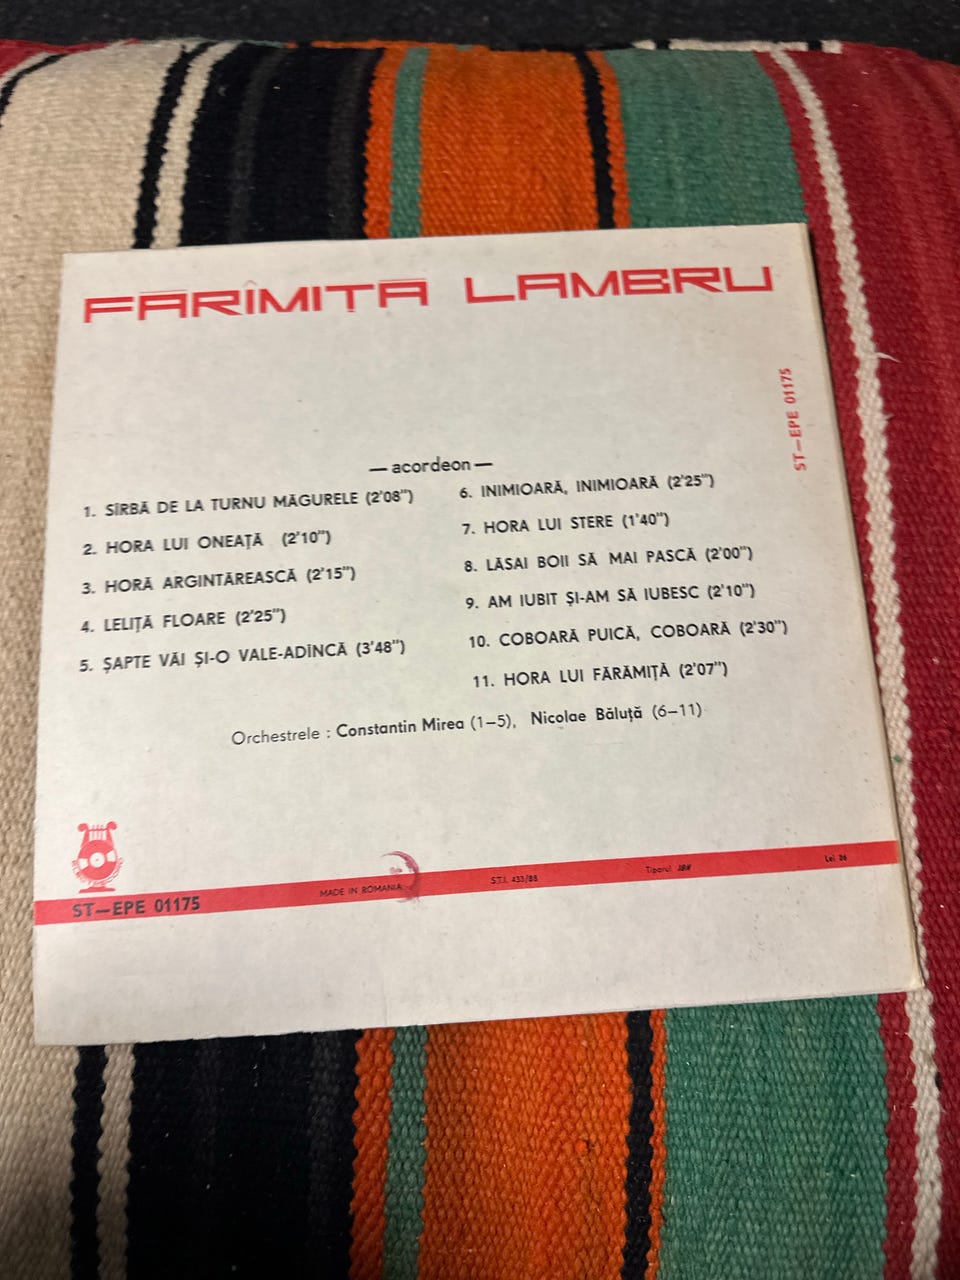 FĂRÎMIȚĂ LAMBRU
ST—EPE 01175
— acordeon —
1. SÎRBĂ DE LA TURNU MĂGURELE (2'08")
2. HORA LUI ONEAȚĂ (2'10")
3. HORĂ ARGINTĂREASCĂ (2'15")
4. LELIȚĂ FLOARE (2'25")
5. ȘAPTE VĂI ȘI-O VALE-ADÎNCĂ (3'48")
6. INIMIOARĂ, INIMIOARĂ (2'25")
7. HORA LUI STERE (1'40")
8. LĂSAI BOII SĂ MAI PASCĂ (2'00")
9. AM IUBIT ȘI-AM SĂ IUBESC (2'10")
10. COBOARĂ PUICĂ, COBOARĂ (2'30")
11. HORA LUI FĂRĂMIȚĂ (2'07")
Orchestrele : Constantin Mirea (1—5), Nicolae Băluță (6—11)
ST—EPE 01175
MADE IN ROMANIA
S.T.I. 433/88
Tiparul
Lei 26